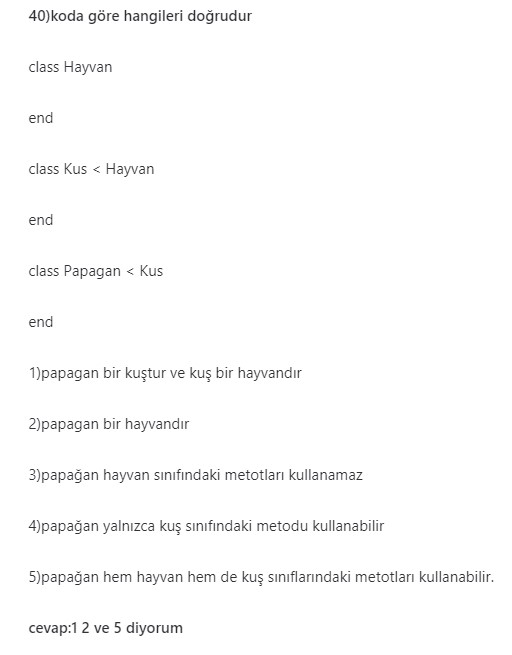 40)koda göre hangileri doğrudur
class Hayvan
end
class Kus < Hayvan
end
class Papagan < Kus
end
1)papagan bir kuştur ve kuş bir hayvandır
2)papagan bir hayvandır
3)papağan hayvan sınıfındaki metotları kullanamaz
4)papağan yalnızca kuş sınıfındaki metodu kullanabilir
5)papağan hem hayvan hem de kuş sınıflarındaki metotları kullanabilir.
cevap:1 2 ve 5 diyorum